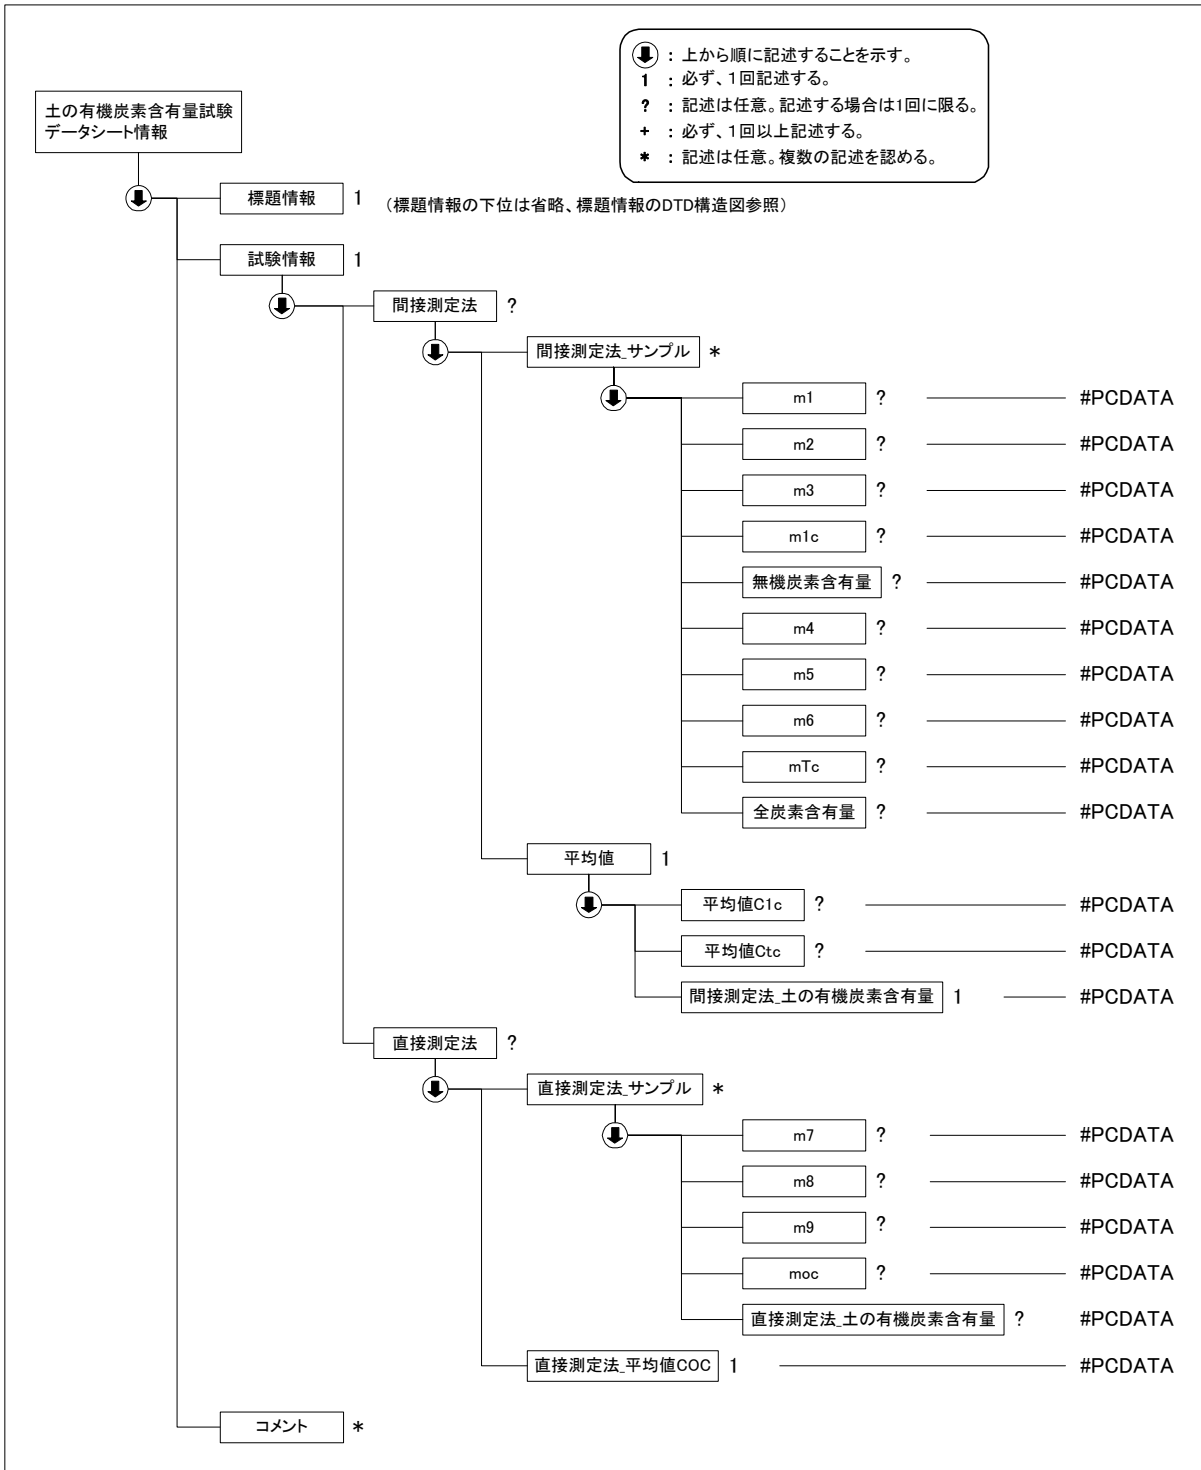 ：上から順に記述することを示す。
1 ：必ず、1回記述する。
? ：記述は任意。記述する場合は1回に限る。
+ ：必ず、1回以上記述する。
* ：記述は任意。複数の記述を認める。
土の有機炭素含有量試験
データシート情報
標題情報 1 (標題情報の下位は省略、標題情報のDTD構造図参照)
試験情報 1
間接測定法 ?
間接測定法_サンプル *
m1 ? #PCDATA
m2 ? #PCDATA
m3 ? #PCDATA
m1c ? #PCDATA
無機炭素含有量 ? #PCDATA
m4 ? #PCDATA
m5 ? #PCDATA
m6 ? #PCDATA
mTc ? #PCDATA
全炭素含有量 ? #PCDATA
平均値 1
平均値C1c ? #PCDATA
平均値Ctc ? #PCDATA
間接測定法_土の有機炭素含有量 1 #PCDATA
直接測定法 ?
直接測定法_サンプル *
m7 ? #PCDATA
m8 ? #PCDATA
m9 ? #PCDATA
moc ? #PCDATA
直接測定法_土の有機炭素含有量 ? #PCDATA
直接測定法_平均値COC 1 #PCDATA
コメント *